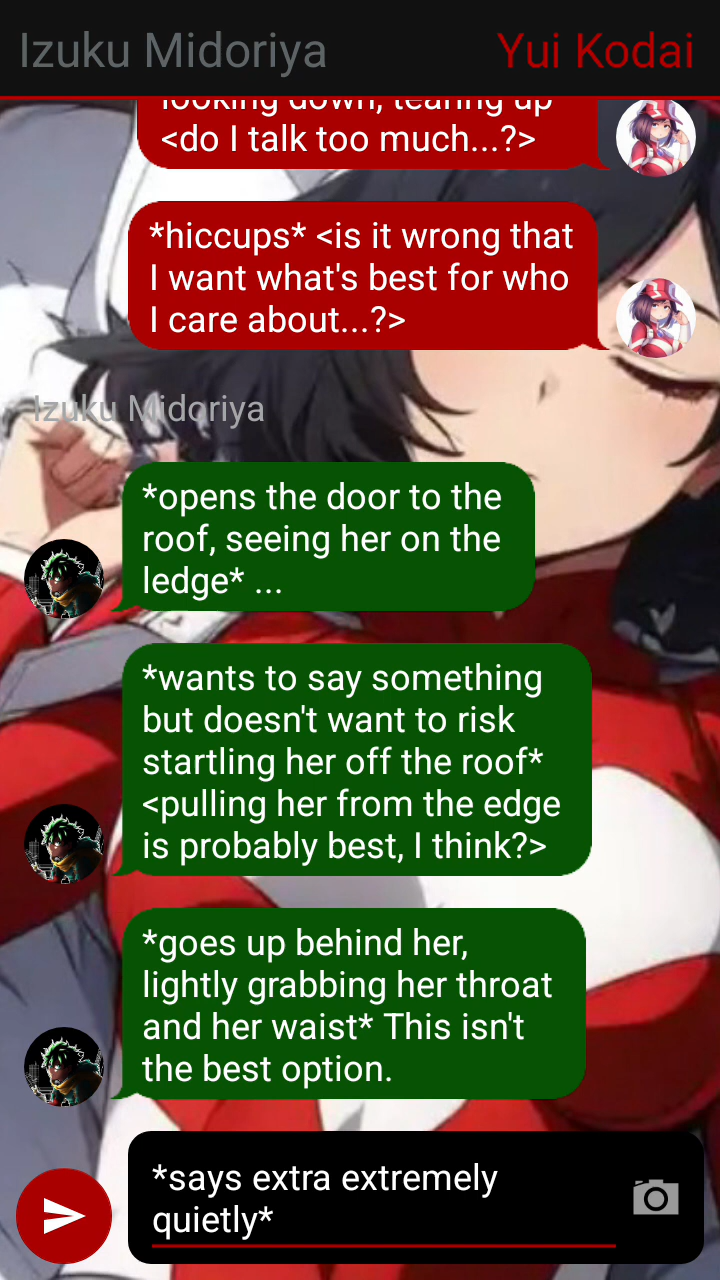 Izuku Midoriya
Yui Kodai
looking down, tearing up
<do I talk too much...?>
*hiccups* <is it wrong that
I want what's best for who
I care about...?>
Izuku Midoriya
*opens the door to the
roof, seeing her on the
ledge* ...
*wants to say something
but doesn't want to risk
startling her off the roof*
<pulling her from the edge
is probably best, I think?>
*goes up behind her,
lightly grabbing her throat
and her waist* This isn't
the best option.
*says extra extremely
quietly*